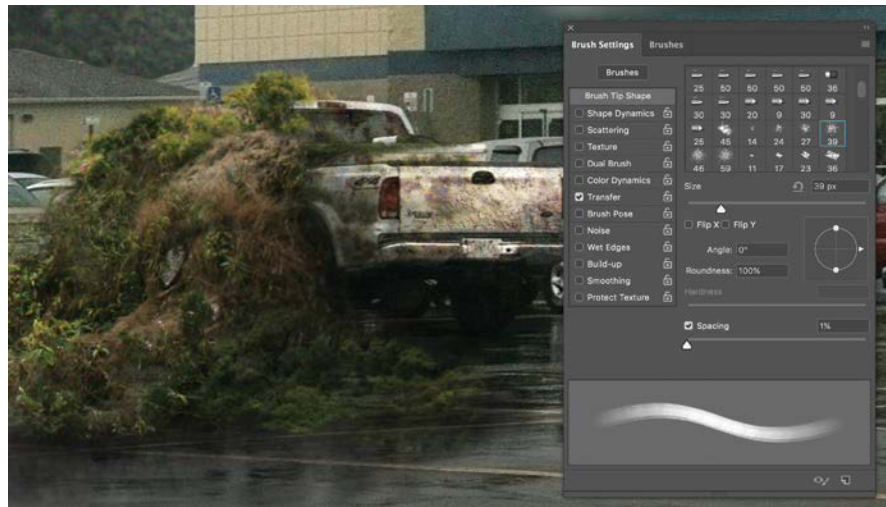 Brush Settings Brushes
Brushes
Brush Tip Shape
Shape Dynamics
Scattering
Texture
Dual Brush
Color Dynamics
Transfer
Brush Pose
Noise
Wet Edges
Build-up
Smoothing
Protect Texture
25 50 50 50 50 36
30 30 20 9 30 9
25 45 14 24 27 39
46 59 11 17 23 36
Size 39 px
Flip X Flip Y
Angle: 0°
Roundness: 100%
Hardness
Spacing 1%